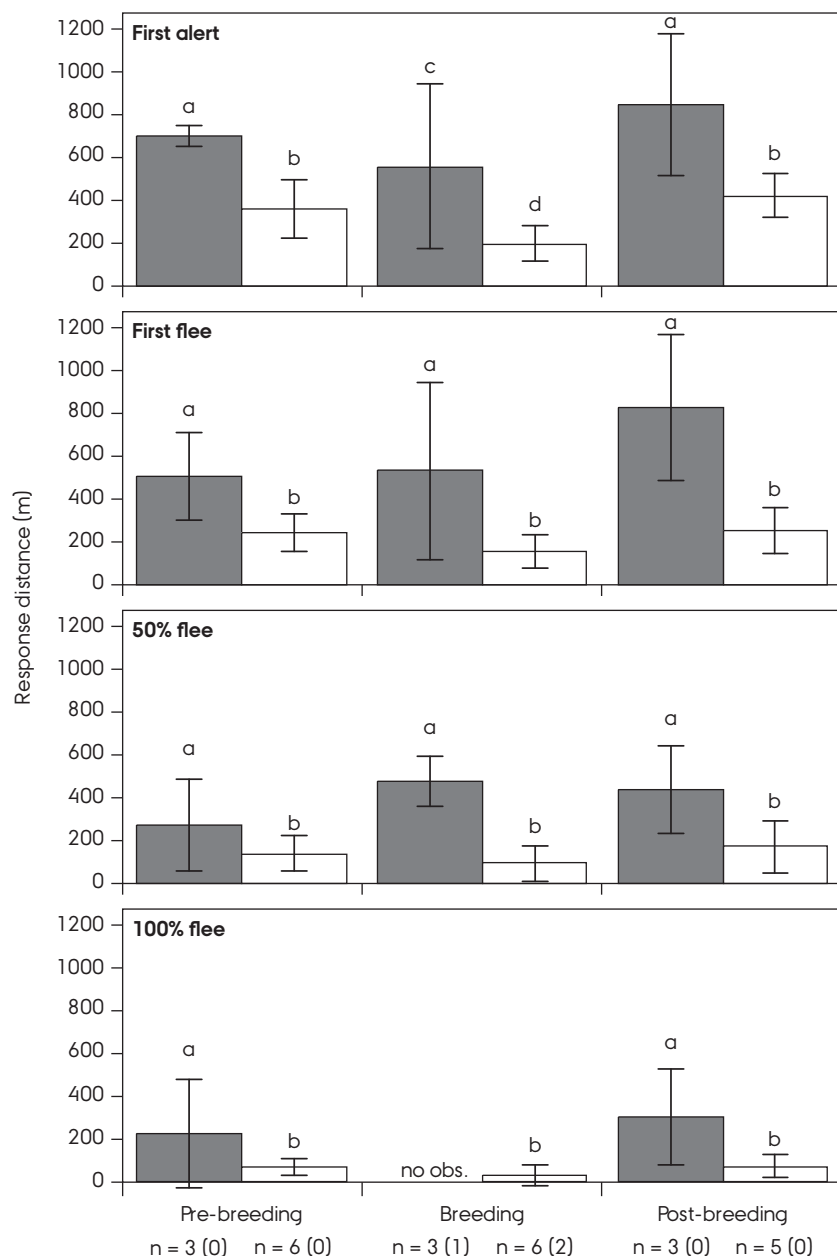 First alert
1200
1000
800
600
400
200
0
a
b
c
d
a
b
First flee
1200
1000
800
600
400
200
0
a
b
a
b
a
b
Response distance (m)
50% flee
1200
1000
800
600
400
200
0
a
b
a
b
a
b
100% flee
1200
1000
800
600
400
200
0
a
b
no obs.
b
a
b
Pre-breeding Breeding Post-breeding
n = 3 (0) n = 6 (0) n = 3 (1) n = 6 (2) n = 3 (0) n = 5 (0)